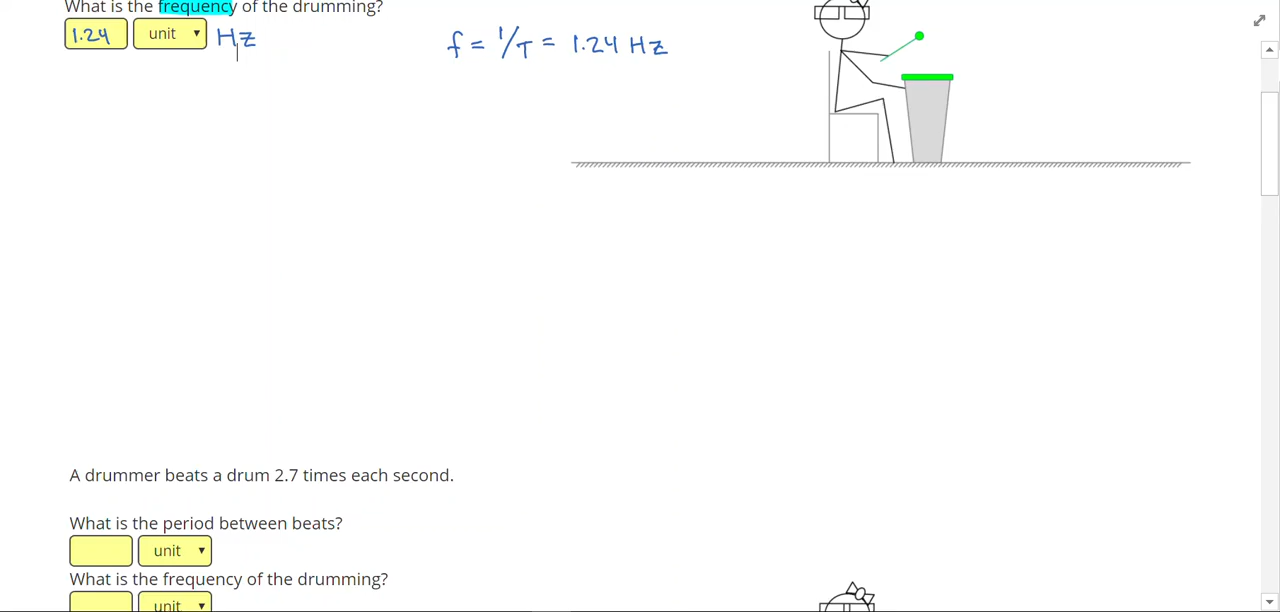 What is the frequency of the drumming?
1.24 unit ▼ Hz
f = 1/T = 1.24 Hz
A drummer beats a drum 2.7 times each second.
What is the period between beats?
unit ▼
What is the frequency of the drumming?
unit ▼